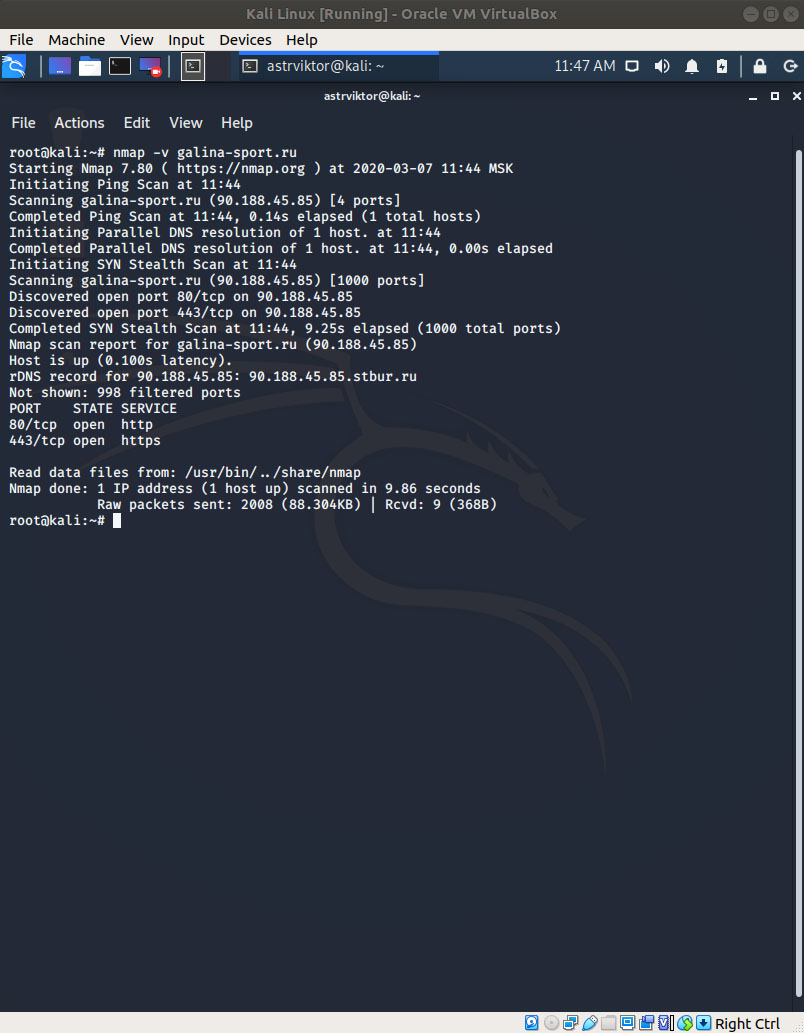 Kali Linux [Running] - Oracle VM VirtualBox
File Machine View Input Devices Help
astrviktor@kali: ~ 11:47 AM
astrviktor@kali: ~
File Actions Edit View Help
root@kali:~# nmap -v galina-sport.ru
Starting Nmap 7.80 ( https://nmap.org ) at 2020-03-07 11:44 MSK
Initiating Ping Scan at 11:44
Scanning galina-sport.ru (90.188.45.85) [4 ports]
Completed Ping Scan at 11:44, 0.14s elapsed (1 total hosts)
Initiating Parallel DNS resolution of 1 host. at 11:44
Completed Parallel DNS resolution of 1 host. at 11:44, 0.00s elapsed
Initiating SYN Stealth Scan at 11:44
Scanning galina-sport.ru (90.188.45.85) [1000 ports]
Discovered open port 80/tcp on 90.188.45.85
Discovered open port 443/tcp on 90.188.45.85
Completed SYN Stealth Scan at 11:44, 9.25s elapsed (1000 total ports)
Nmap scan report for galina-sport.ru (90.188.45.85)
Host is up (0.100s latency).
rDNS record for 90.188.45.85: 90.188.45.85.stbur.ru
Not shown: 998 filtered ports
PORT    STATE SERVICE
80/tcp  open  http
443/tcp open  https
Read data files from: /usr/bin/../share/nmap
Nmap done: 1 IP address (1 host up) scanned in 9.86 seconds
Raw packets sent: 2008 (88.304KB) | Rcvd: 9 (368B)
root@kali:~#
Right Ctrl